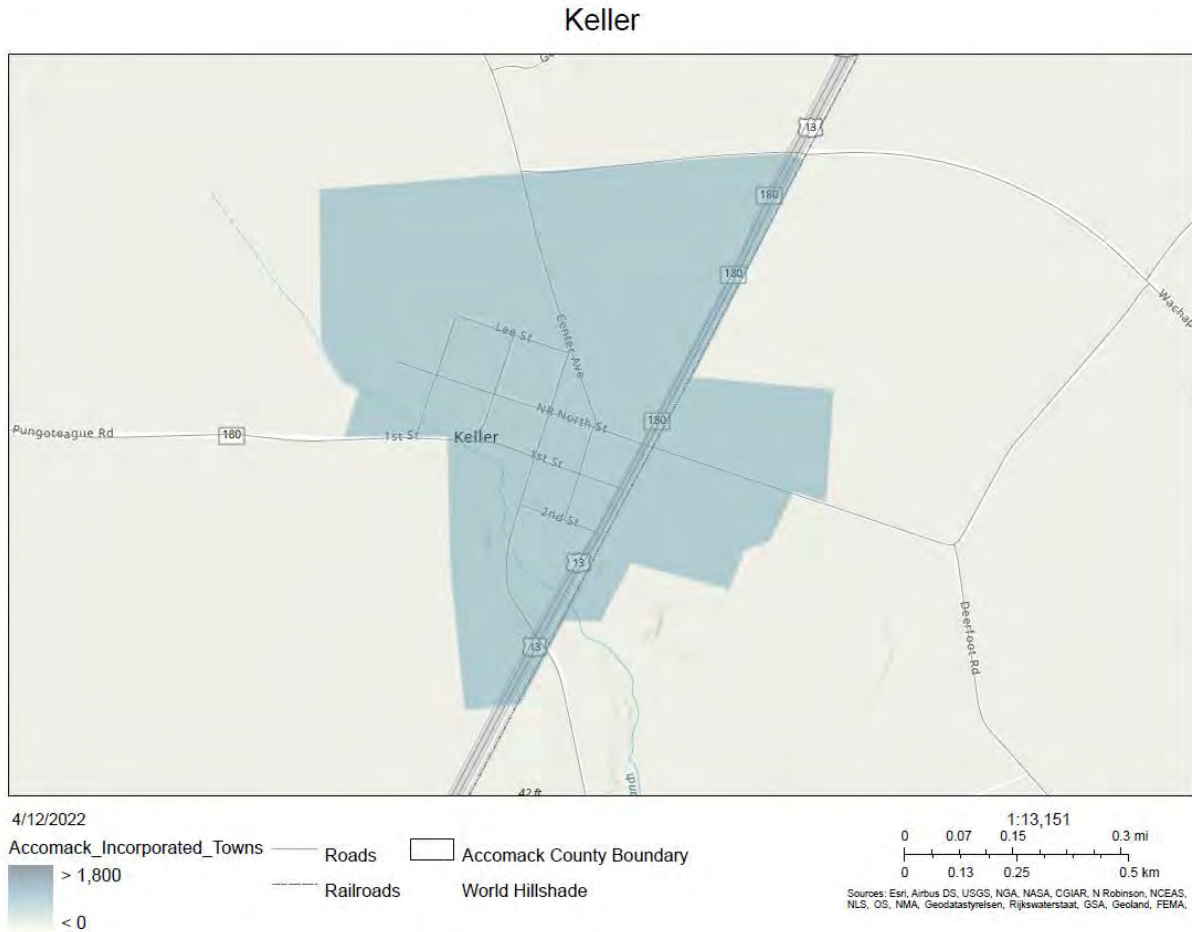 Keller
13
180
180
Wachap
Lee St
Center Ave
180
NR North St
Pungoteague Rd
180
1st St
Keller
1st St
2nd St
13
Deerfoot Rd
13
42 ft
4/12/2022
Accomack_Incorporated_Towns
> 1,800
< 0
Roads
Railroads
Accomack County Boundary
World Hillshade
1:13,151
0 0.07 0.15 0.3 mi
0 0.13 0.25 0.5 km
Sources: Esri, Airbus DS, USGS, NGA, NASA, CGIAR, N Robinson, NCEAS,
NLS, OS, NMA, Geodatastyrelsen, Rijkswaterstaat, GSA, Geoland, FEMA,